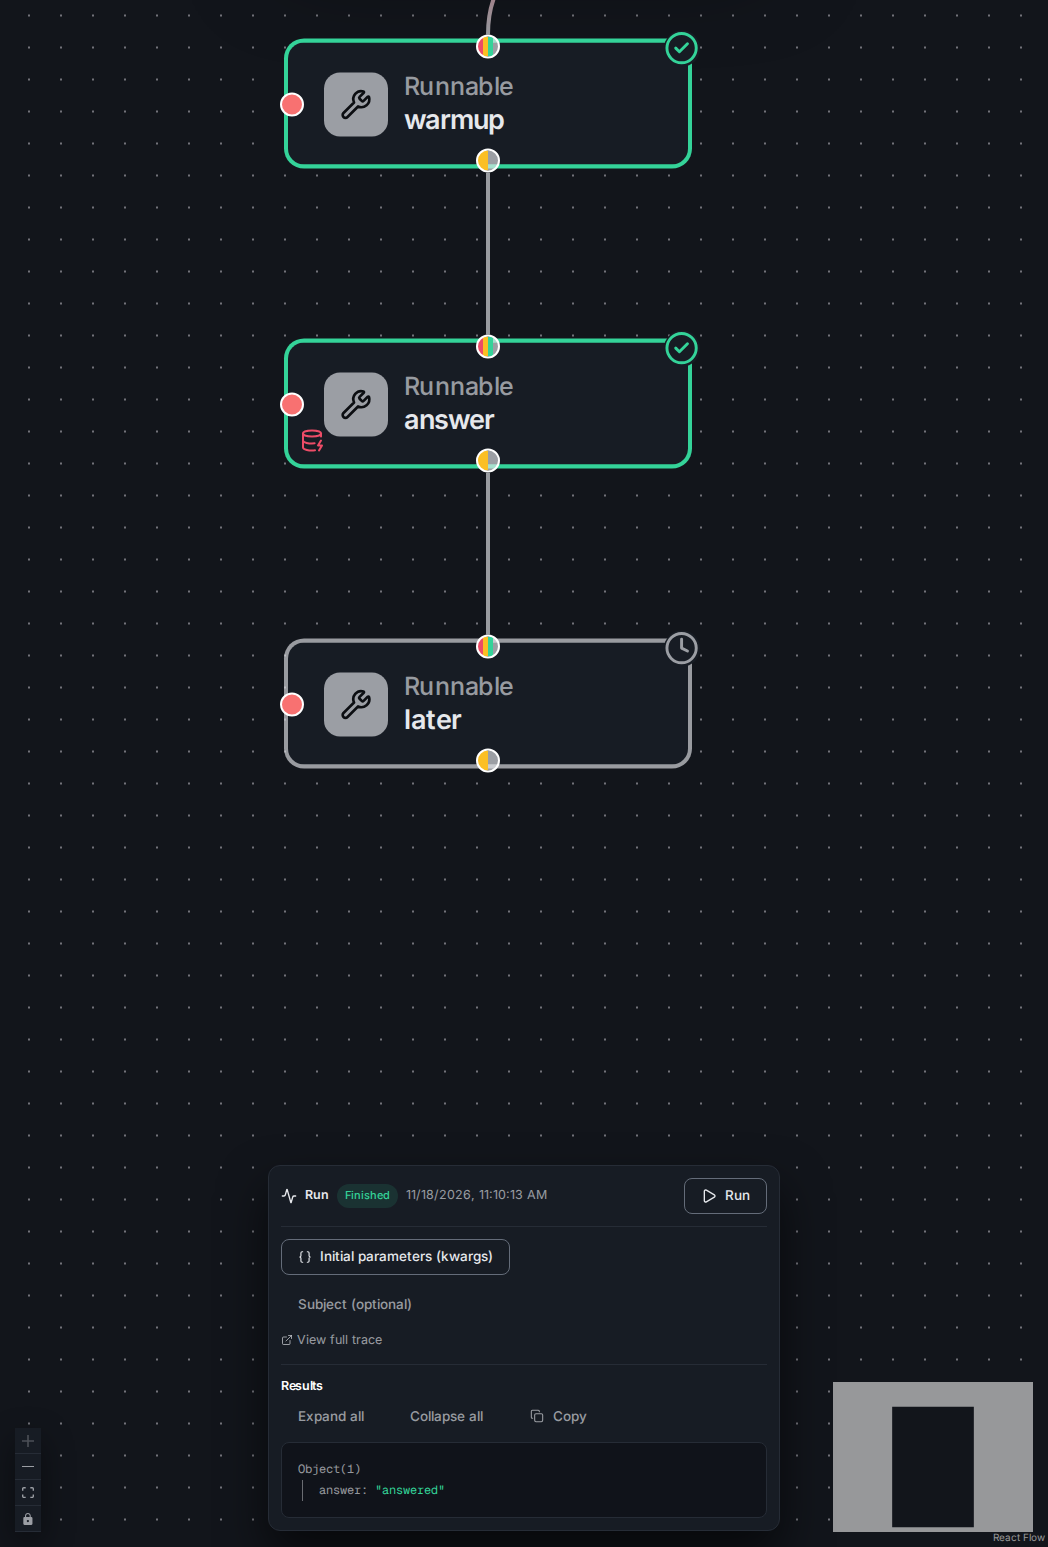 Runnable
warmup
Runnable
answer
Runnable
later
Run Finished 11/18/2026, 11:10:13 AM Run
Initial parameters (kwargs)
Subject (optional)
View full trace
Results
Expand all Collapse all Copy
Object(1)
answer: "answered"
React Flow